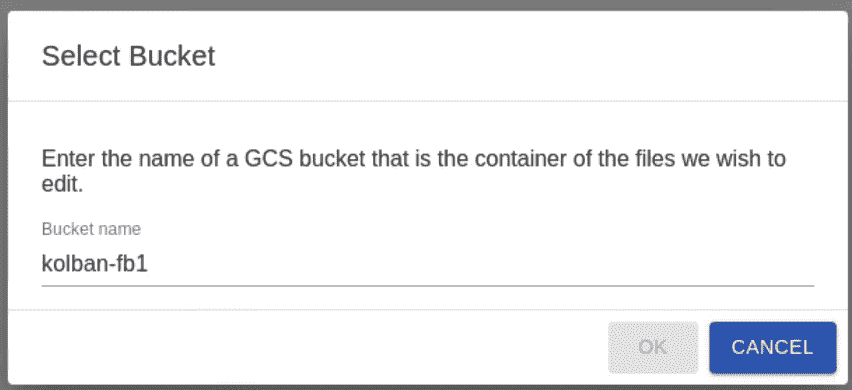 Select Bucket
Enter the name of a GCS bucket that is the container of the files we wish to
edit.
Bucket name
kolban-fb1
OK
CANCEL